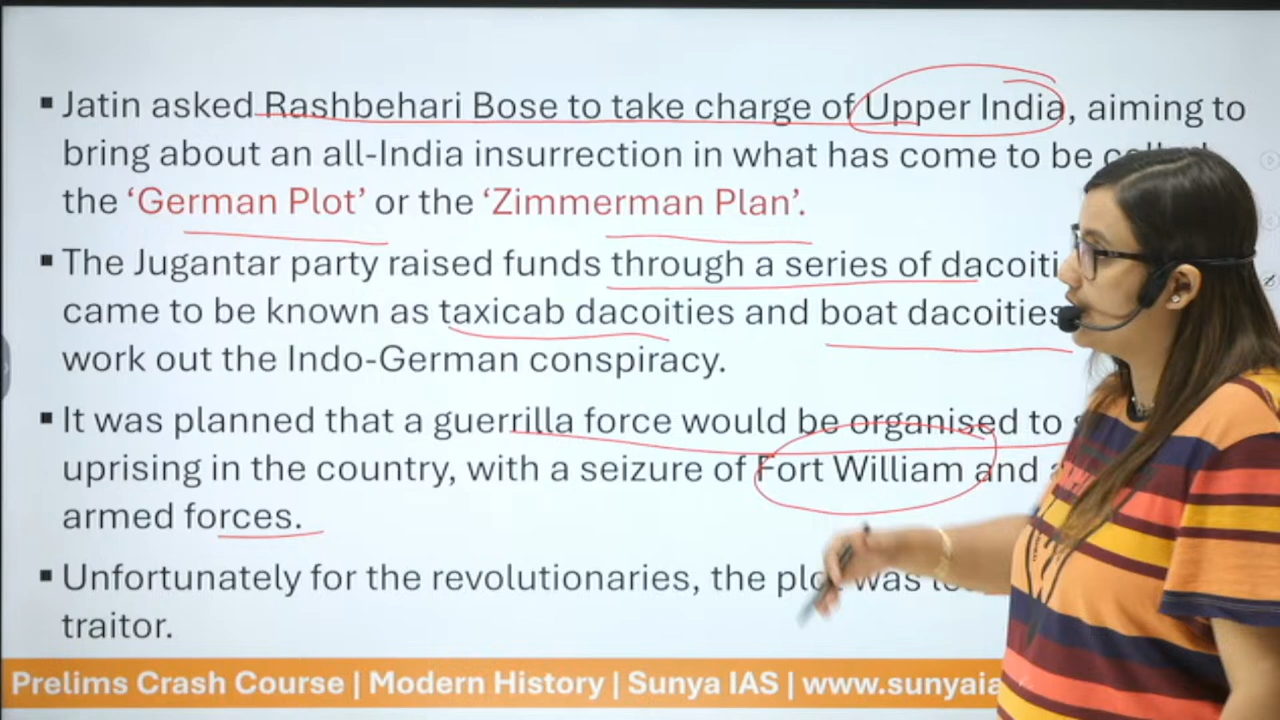 ▪ Jatin asked Rashbehari Bose to take charge of Upper India, aiming to
bring about an all-India insurrection in what has come to be
the ‘German Plot’ or the ‘Zimmerman Plan’.
▪ The Jugantar party raised funds through a series of
came to be known as taxicab dacoities and boat dacoities
work out the Indo-German conspiracy.
▪ It was planned that a guerrilla force would be organised to
uprising in the country, with a seizure of Fort William and
armed forces.
▪ Unfortunately for the revolutionaries, the plot was
traitor.
Prelims Crash Course | Modern History | Sunya IAS |